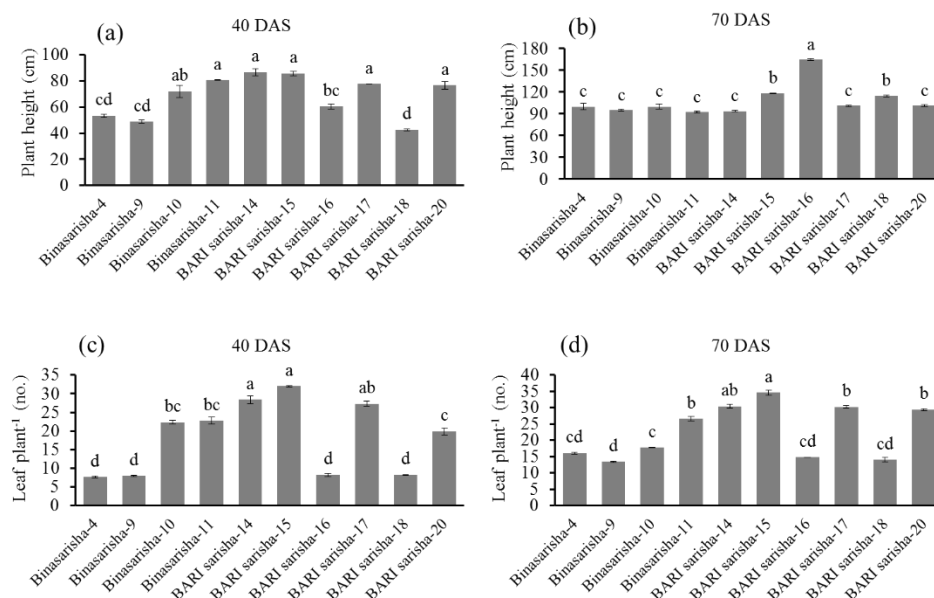 (a)
40 DAS
Plant height (cm)
100
80
60
40
20
0
cd
cd
ab
a
a
a
bc
a
d
a
Binasarisha-4
Binasarisha-9
Binasarisha-10
Binasarisha-11
BARI sarisha-14
BARI sarisha-15
BARI sarisha-16
BARI sarisha-17
BARI sarisha-18
BARI sarisha-20
(b)
70 DAS
Plant height (cm)
180
150
120
90
60
30
0
c
c
c
c
c
b
a
c
b
c
Binasarisha-4
Binasarisha-9
Binasarisha-10
Binasarisha-11
BARI sarisha-14
BARI sarisha-15
BARI sarisha-16
BARI sarisha-17
BARI sarisha-18
BARI sarisha-20
(c)
40 DAS
Leaf plant⁻¹ (no.)
35
30
25
20
15
10
5
0
d
d
bc
bc
a
a
d
ab
d
c
Binasarisha-4
Binasarisha-9
Binasarisha-10
Binasarisha-11
BARI sarisha-14
BARI sarisha-15
BARI sarisha-16
BARI sarisha-17
BARI sarisha-18
BARI sarisha-20
(d)
70 DAS
Leaf plant⁻¹ (no.)
40
35
30
25
20
15
10
5
0
cd
d
c
b
ab
a
cd
b
cd
b
Binasarisha-4
Binasarisha-9
Binasarisha-10
Binasarisha-11
BARI sarisha-14
BARI sarisha-15
BARI sarisha-16
BARI sarisha-17
BARI sarisha-18
BARI sarisha-20